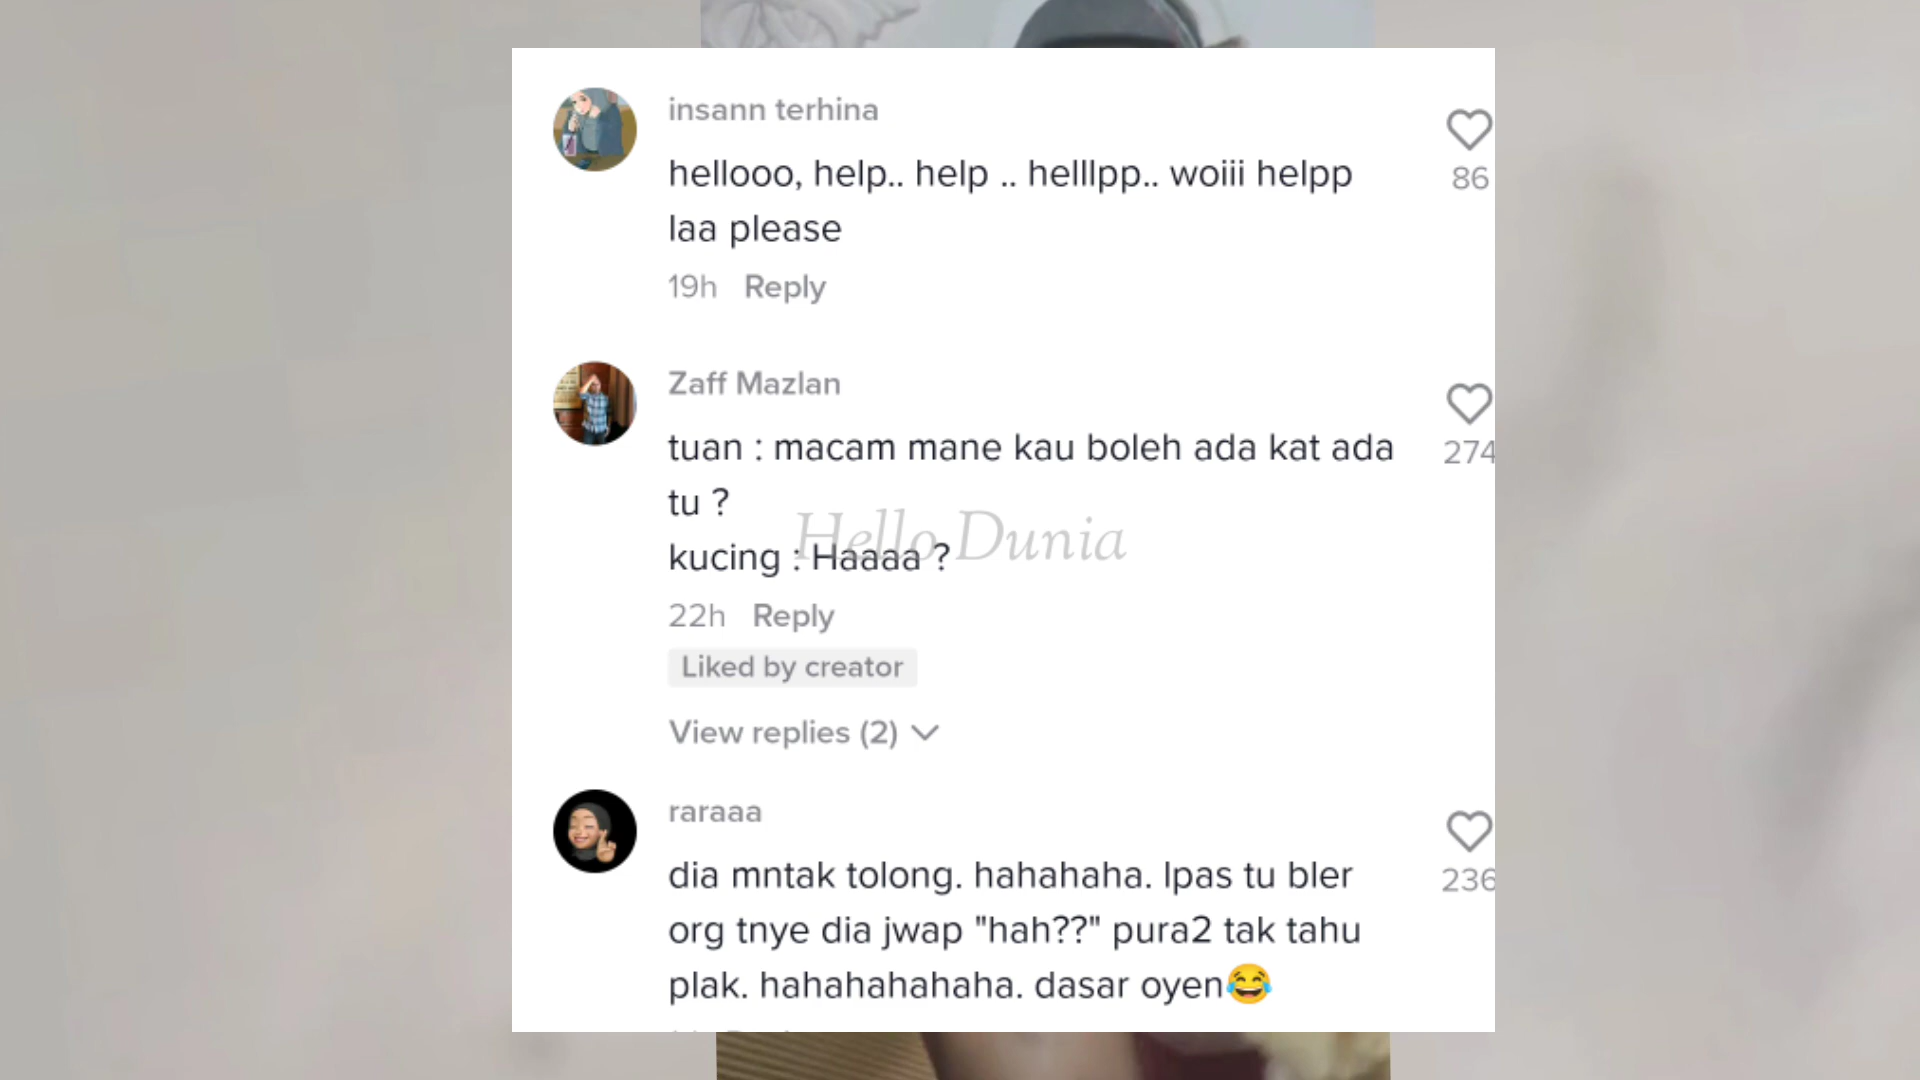 insann terhina
hellooo, help.. help .. helllpp.. woiii helpp
laa please
86
19h Reply
Zaff Mazlan
tuan : macam mane kau boleh ada kat ada
tu ?
kucing : Haaaa ?
274
Hello Dunia
22h Reply
Liked by creator
View replies (2)
raraaa
dia mntak tolong. hahahaha. lpas tu bler
org tnye dia jwap "hah??" pura2 tak tahu
plak. hahahahahaha. dasar oyen😂
236